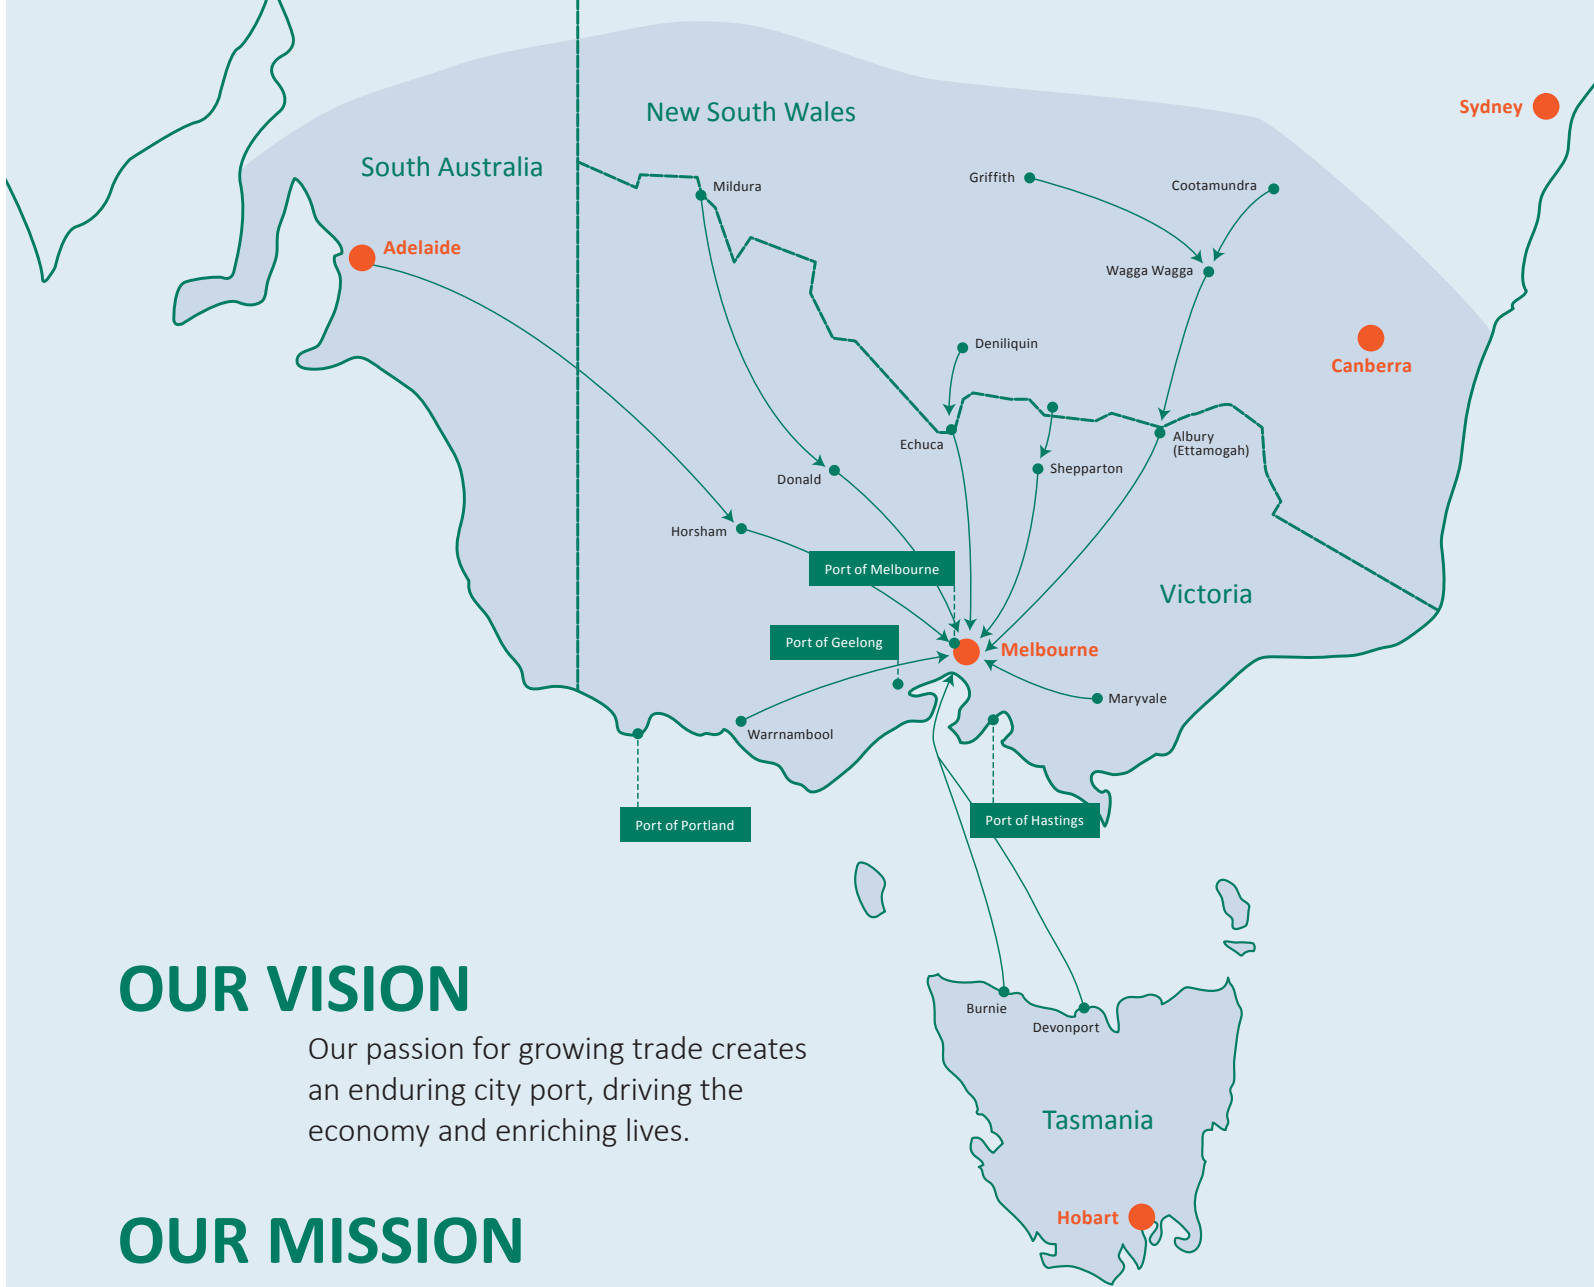 Sydney
New South Wales
South Australia
Griffith
Cootamundra
Mildura
Adelaide
Wagga Wagga
Deniliquin
Canberra
Echuca
Albury
(Ettamogah)
Shepparton
Donald
Horsham
Port of Melbourne
Victoria
Port of Geelong
Melbourne
Maryvale
Warrnambool
Port of Portland
Port of Hastings
OUR VISION
Our passion for growing trade creates
an enduring city port, driving the
economy and enriching lives.
Burnie
Devonport
Tasmania
Hobart
OUR MISSION